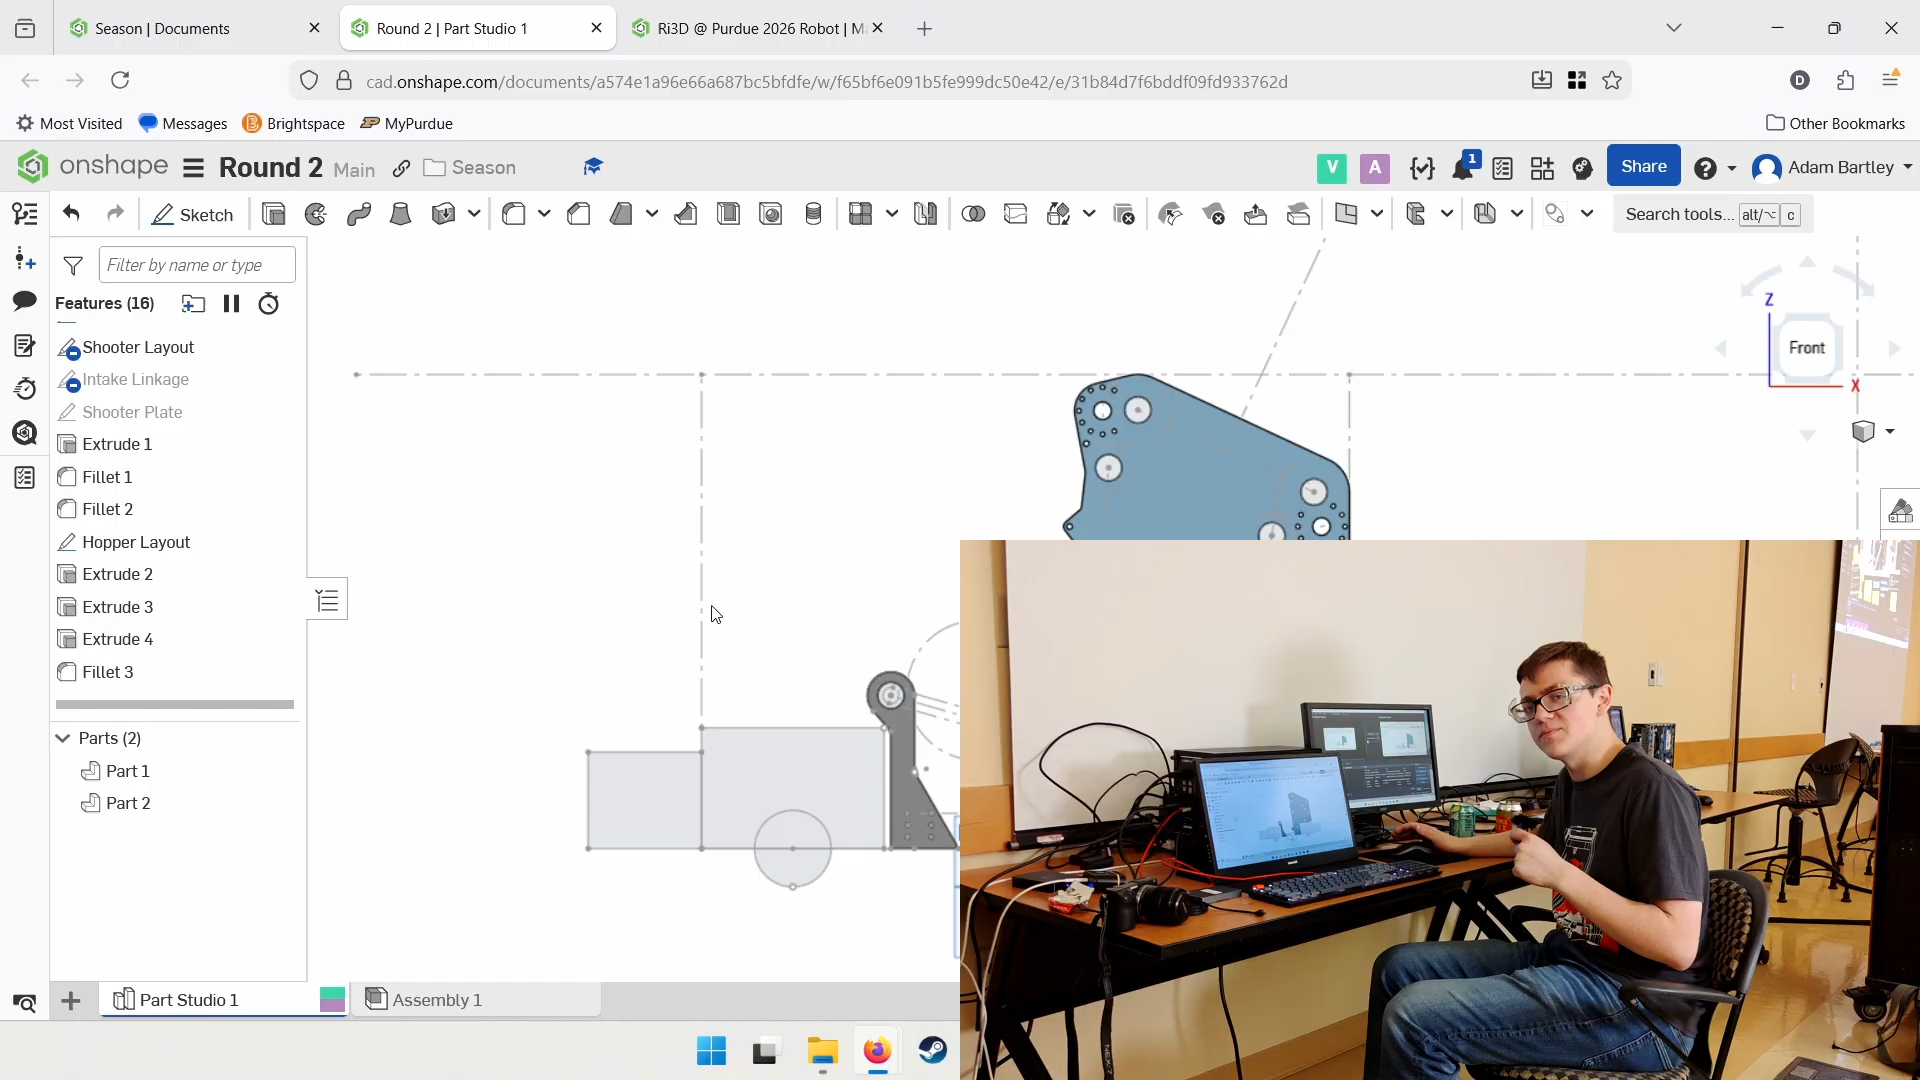 Season | Documents
Round 2 | Part Studio 1
Ri3D @ Purdue 2026 Robot | M
cad.onshape.com/documents/a574e1a96e66a687bc5bfdfe/w/f65bf6e091b5fe999dc50e42/e/31b84d7f6bddf09fd933762d
D
Most Visited
Messages
Brightspace
MyPurdue
Other Bookmarks
onshape
Round 2
Main
Season
V
A
1
Share
Adam Bartley
Sketch
Search tools...
alt/⌥
c
Filter by name or type
Features (16)
Shooter Layout
Intake Linkage
Shooter Plate
Extrude 1
Fillet 1
Fillet 2
Hopper Layout
Extrude 2
Extrude 3
Extrude 4
Fillet 3
Parts (2)
Part 1
Part 2
Z
Front
X
Part Studio 1
Assembly 1